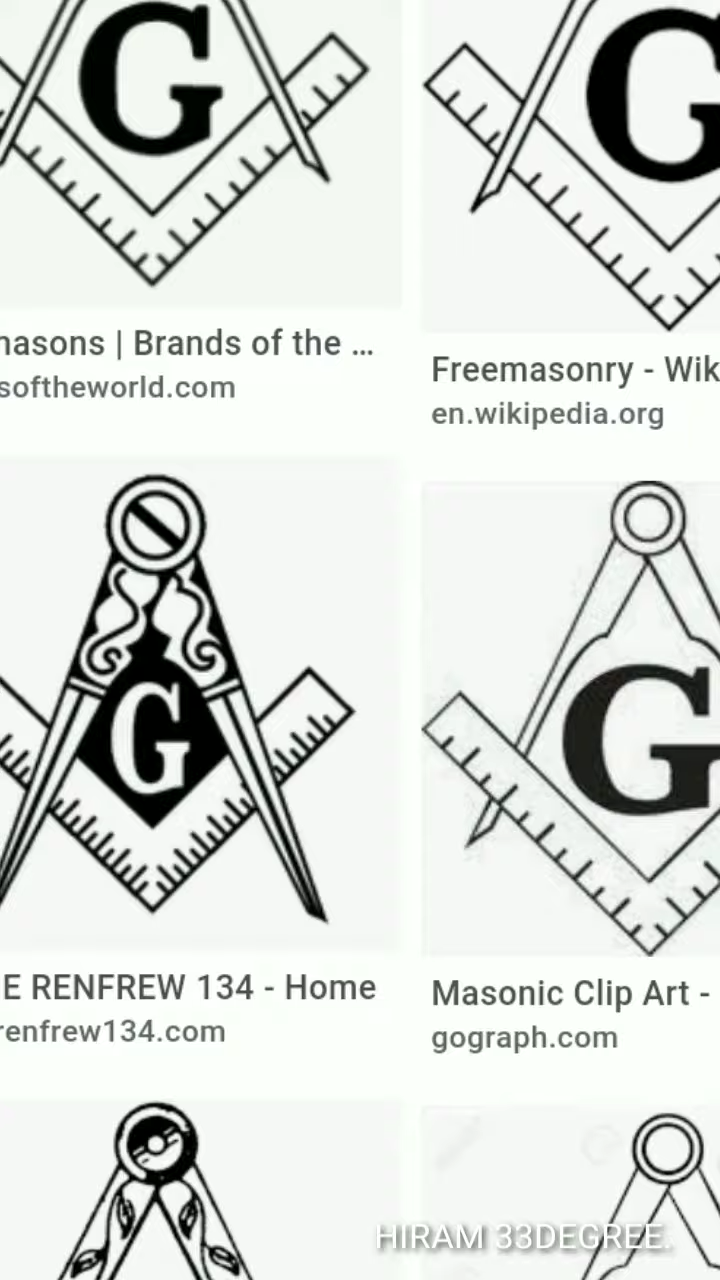 G
G
masons | Brands of the ...
softheworld.com
Freemasonry - Wik
en.wikipedia.org
G
G
E RENFREW 134 - Home
renfrew134.com
Masonic Clip Art -
gograph.com
HIRAM 33DEGREE.